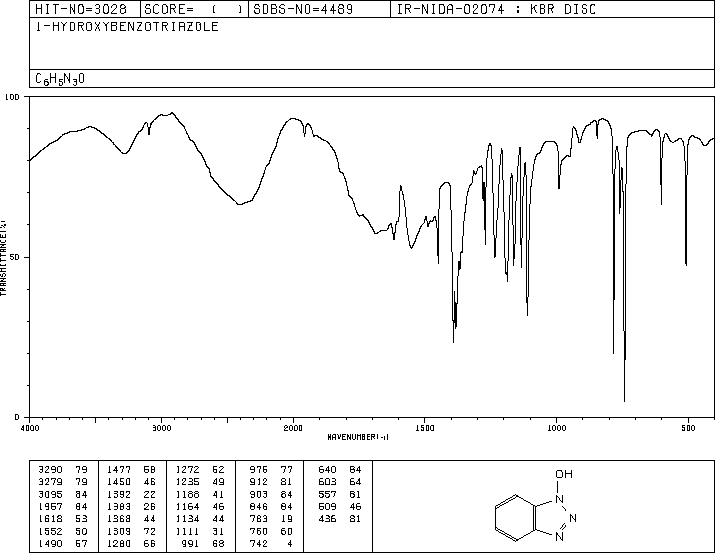 HIT-NO=3028 SCORE= ( ) SDBS-NO=4489 IR-NIDA-02074 : KBR DISC
1-HYDROXYBENZOTRIAZOLE
C6H5N3O
100
50
0
TRANSMITTANCE(%)
4000 3000 2000 1500 1000 500
WAVENUMBER(-1)
3290 79 1477 58 1272 52 976 77 640 84
3279 79 1450 46 1235 49 912 81 603 64
3095 84 1392 22 1188 41 903 84 557 81
1957 84 1383 26 1164 46 846 84 509 46
1618 53 1368 44 1134 44 783 19 436 81
1552 50 1309 72 1111 31 760 60
1490 57 1280 66 991 68 742 4
OH
N
N
N